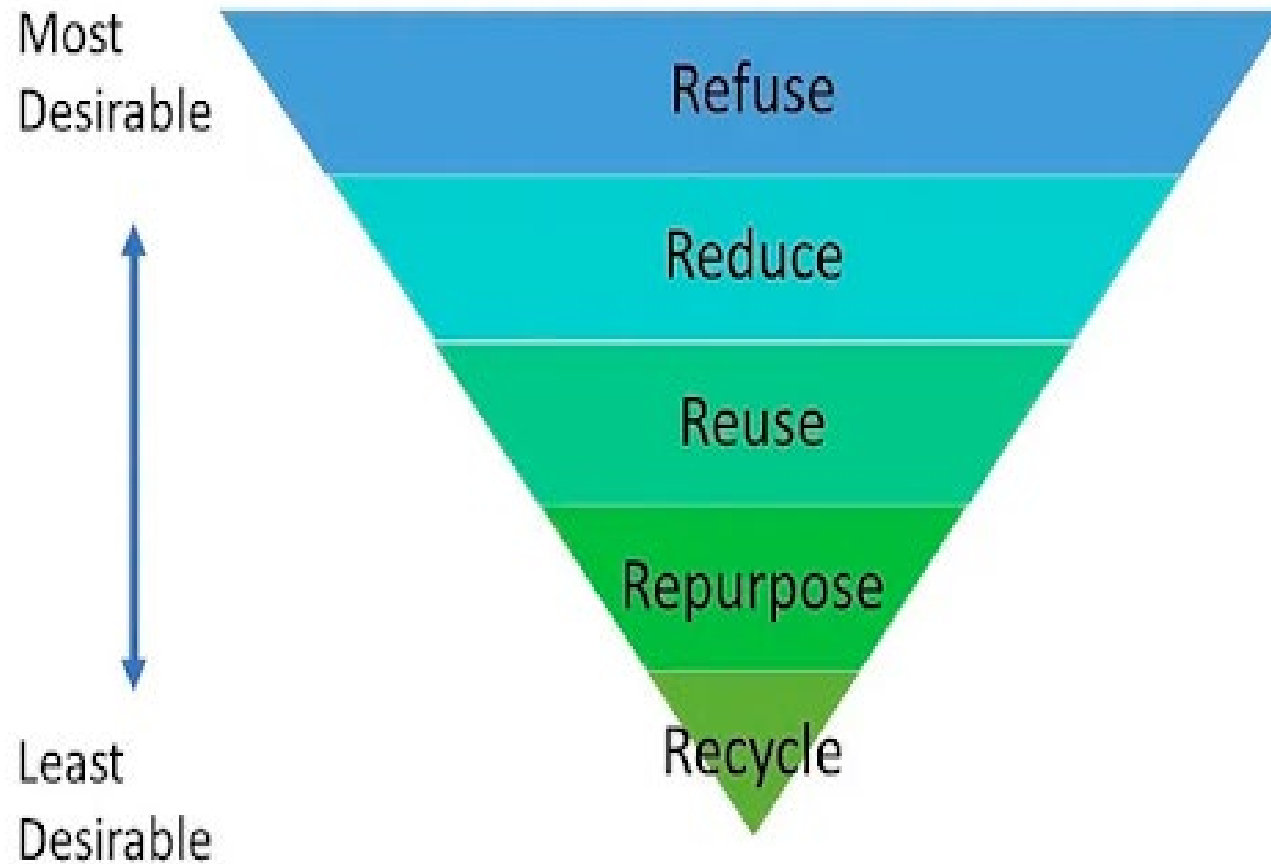 Most
Desirable
Refuse
Reduce
Reuse
Repurpose
Recycle
Least
Desirable